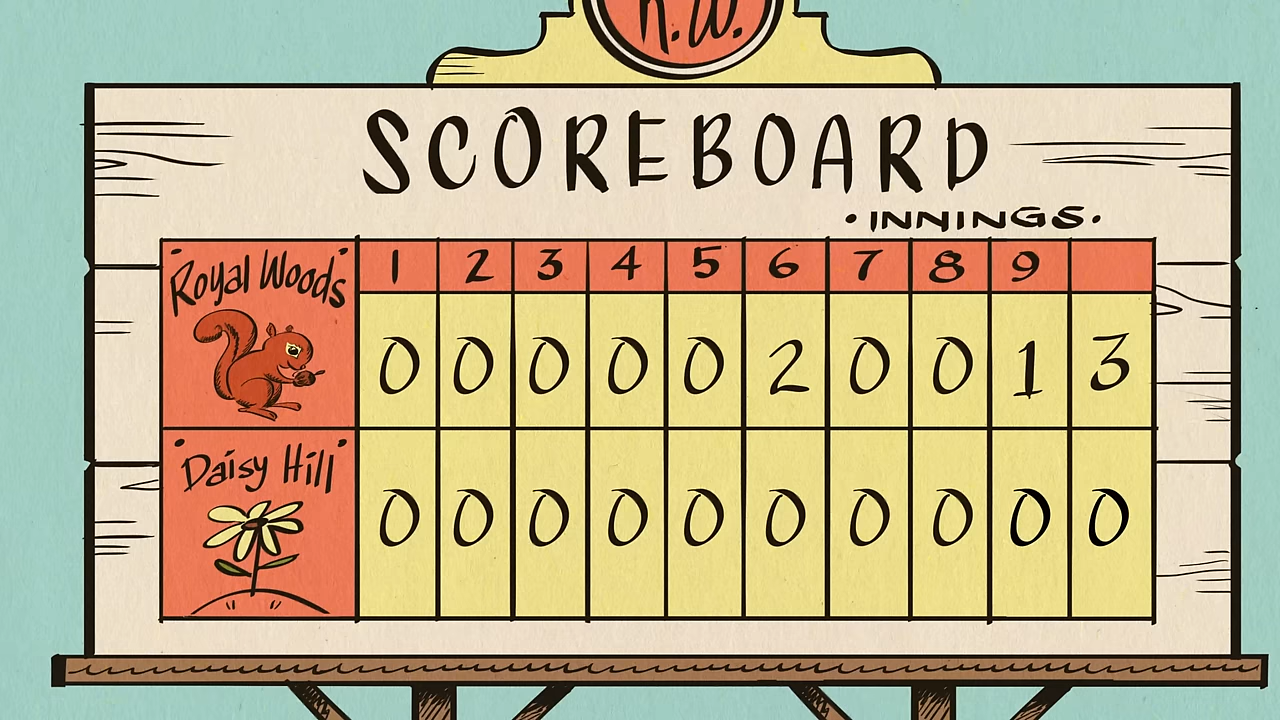 R.W.
SCOREBOARD
• INNINGS •
Royal Woods 1 2 3 4 5 6 7 8 9
0 0 0 0 0 2 0 0 1 3
Daisy Hill
0 0 0 0 0 0 0 0 0 0